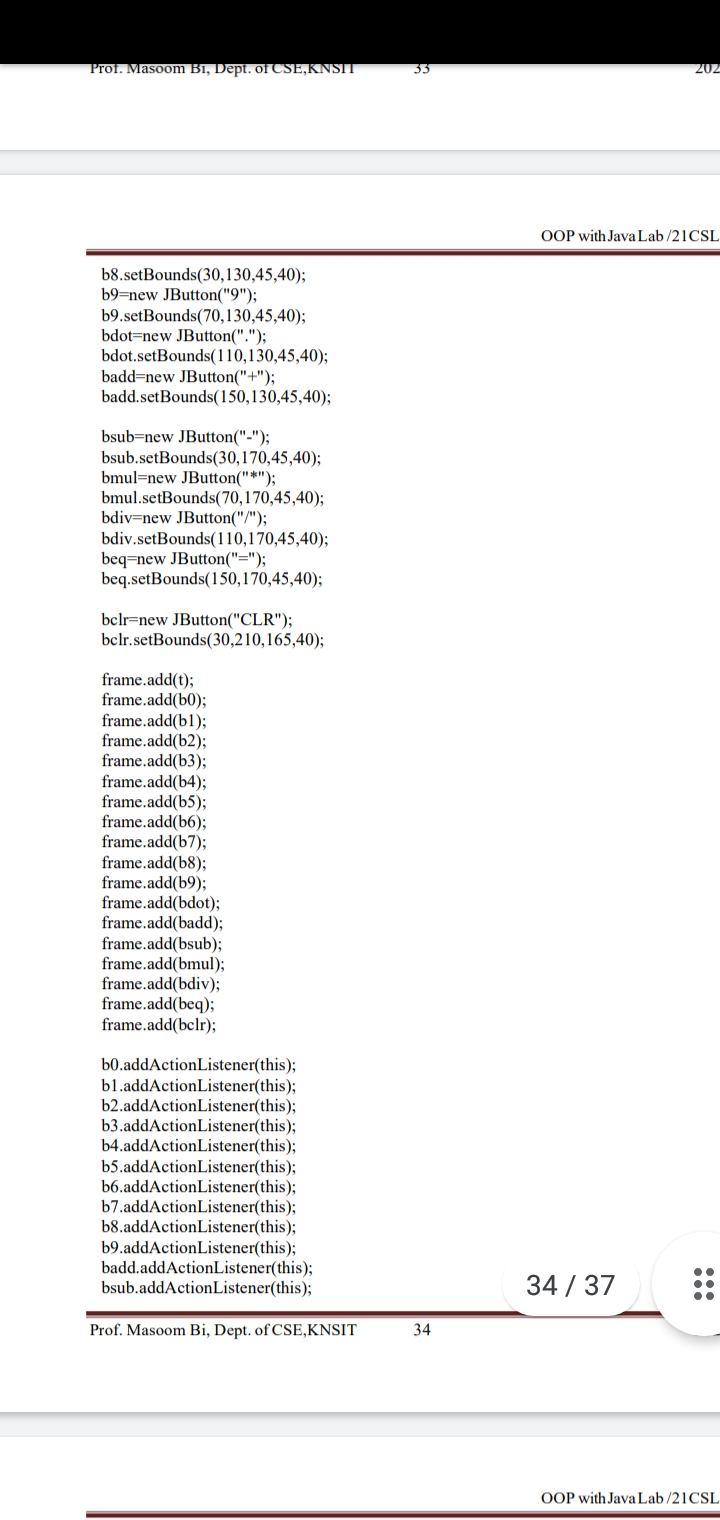 Prof. Masoom Bi, Dept. of CSE,KNSIT 33 202
OOP with Java Lab /21CSL
b8.setBounds(30,130,45,40);
b9=new JButton("9");
b9.setBounds(70,130,45,40);
bdot=new JButton(".");
bdot.setBounds(110,130,45,40);
badd=new JButton("+");
badd.setBounds(150,130,45,40);
bsub=new JButton("-");
bsub.setBounds(30,170,45,40);
bmul=new JButton("*");
bmul.setBounds(70,170,45,40);
bdiv=new JButton("/");
bdiv.setBounds(110,170,45,40);
beq=new JButton("=");
beq.setBounds(150,170,45,40);
bclr=new JButton("CLR");
bclr.setBounds(30,210,165,40);
frame.add(t);
frame.add(b0);
frame.add(b1);
frame.add(b2);
frame.add(b3);
frame.add(b4);
frame.add(b5);
frame.add(b6);
frame.add(b7);
frame.add(b8);
frame.add(b9);
frame.add(bdot);
frame.add(badd);
frame.add(bsub);
frame.add(bmul);
frame.add(bdiv);
frame.add(beq);
frame.add(bclr);
b0.addActionListener(this);
b1.addActionListener(this);
b2.addActionListener(this);
b3.addActionListener(this);
b4.addActionListener(this);
b5.addActionListener(this);
b6.addActionListener(this);
b7.addActionListener(this);
b8.addActionListener(this);
b9.addActionListener(this);
badd.addActionListener(this);
bsub.addActionListener(this);
34 / 37
Prof. Masoom Bi, Dept. of CSE,KNSIT 34
OOP with Java Lab /21CSL